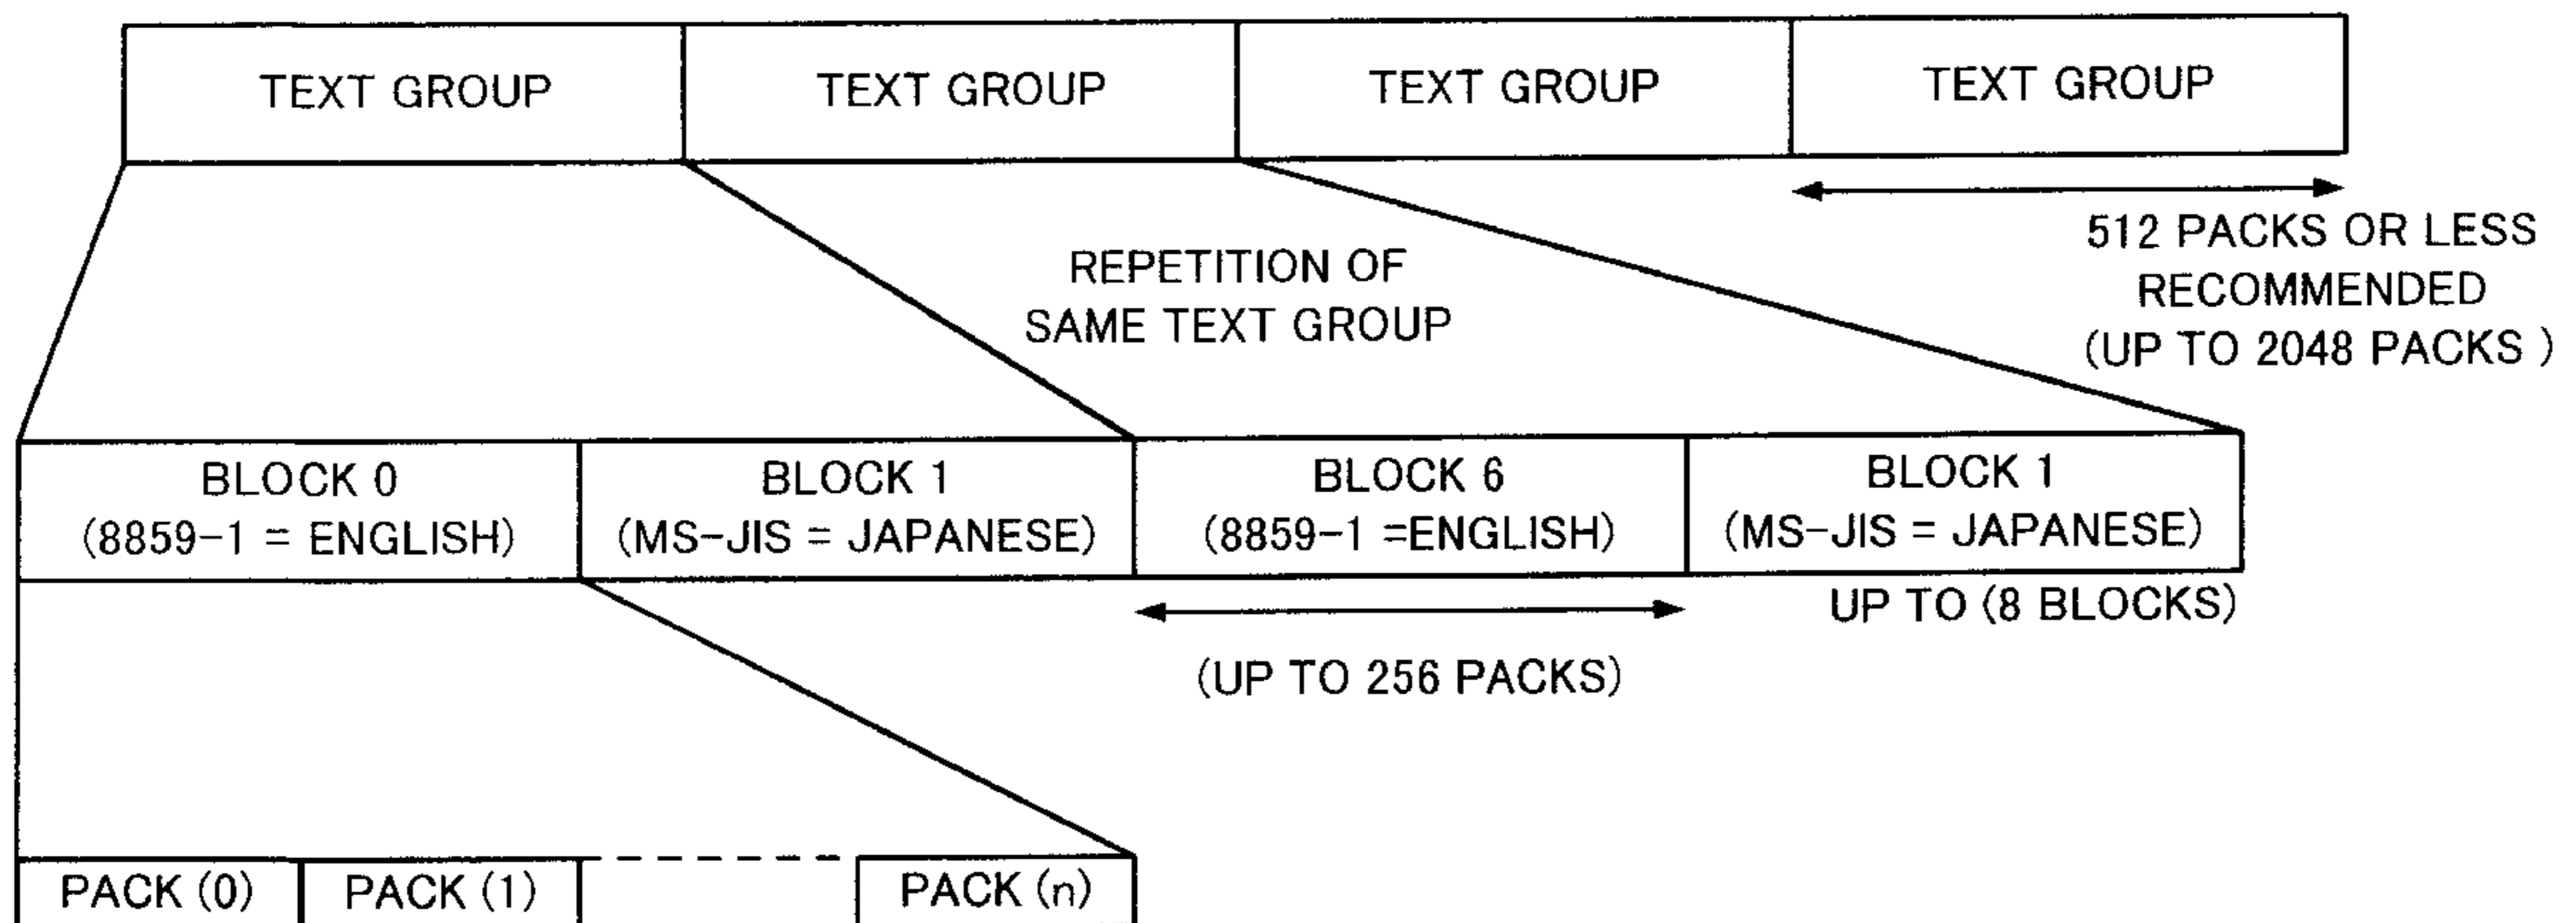 TEXT GROUP TEXT GROUP TEXT GROUP TEXT GROUP
512 PACKS OR LESS
RECOMMENDED
(UP TO 2048 PACKS )
REPETITION OF
SAME TEXT GROUP
BLOCK 0
(8859-1 = ENGLISH)
BLOCK 1
(MS-JIS = JAPANESE)
BLOCK 6
(8859-1 =ENGLISH)
BLOCK 1
(MS-JIS = JAPANESE)
UP TO (8 BLOCKS)
(UP TO 256 PACKS)
PACK (0) PACK (1) PACK (n)